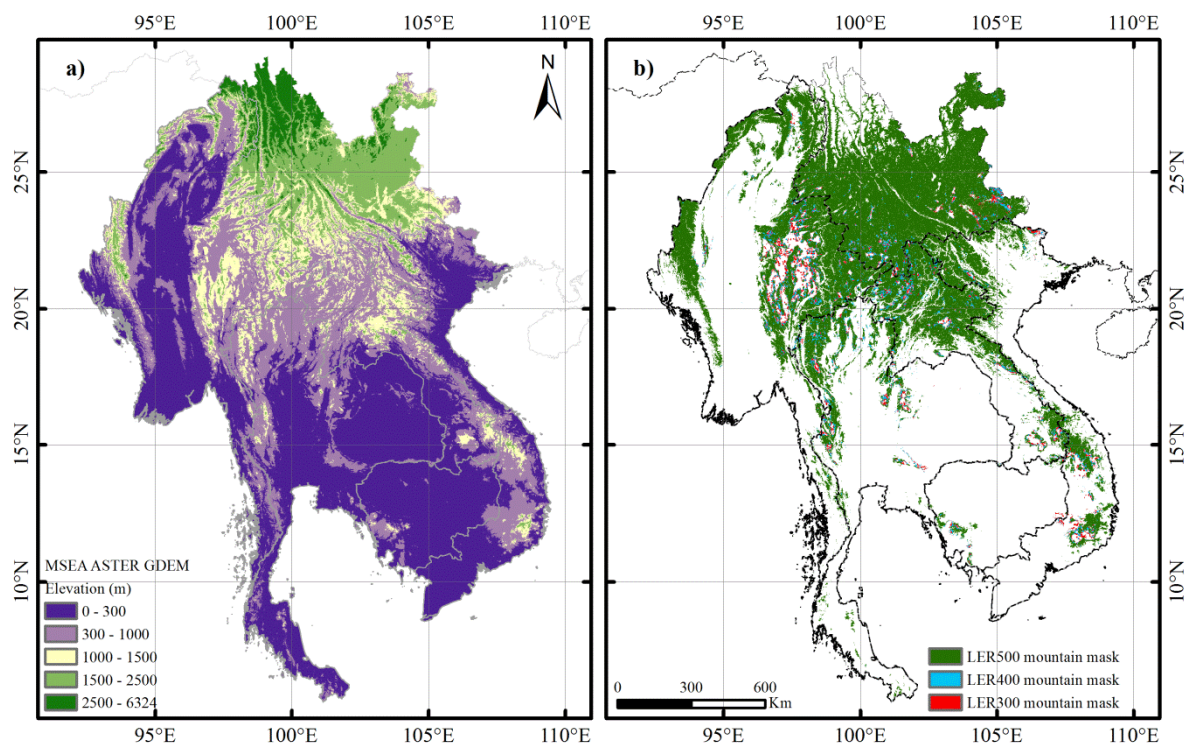 95°E 100°E 105°E 110°E 95°E 100°E 105°E 110°E
a)
N
b)
25°N 25°N
20°N 20°N
15°N 15°N
10°N 10°N
MSEA ASTER GDEM
Elevation (m)
0 - 300
300 - 1000
1000 - 1500
1500 - 2500
2500 - 6324
LER500 mountain mask
LER400 mountain mask
LER300 mountain mask
0 300 600
Km
95°E 100°E 105°E 110°E 95°E 100°E 105°E 110°E